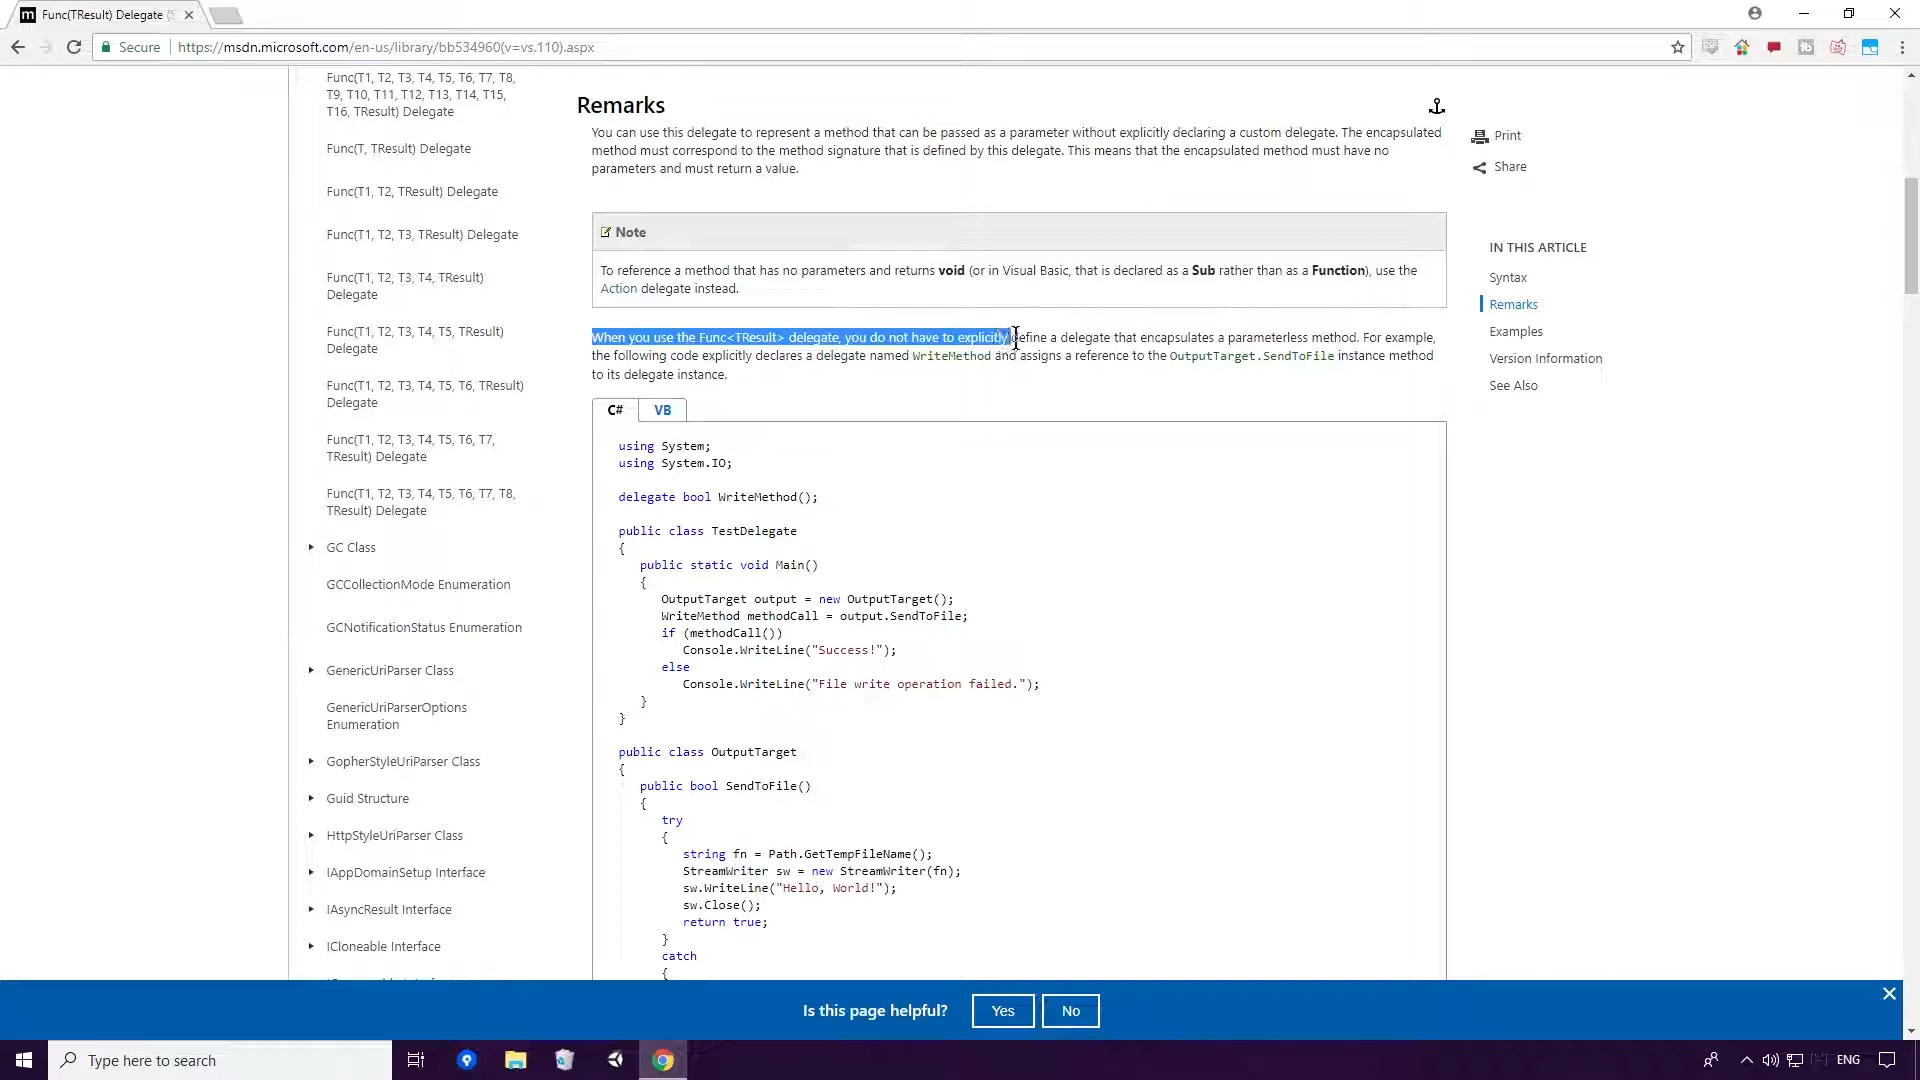 Func(TResult) Delegate (S
Secure
https://msdn.microsoft.com/en-us/library/bb534960(v=vs.110).aspx
Func(T1, T2, T3, T4, T5, T6, T7, T8,
T9, T10, T11, T12, T13, T14, T15,
T16, TResult) Delegate
Func(T, TResult) Delegate
Func(T1, T2, TResult) Delegate
Func(T1, T2, T3, TResult) Delegate
Func(T1, T2, T3, T4, TResult)
Delegate
Func(T1, T2, T3, T4, T5, TResult)
Delegate
Func(T1, T2, T3, T4, T5, T6, TResult)
Delegate
Func(T1, T2, T3, T4, T5, T6, T7,
TResult) Delegate
Func(T1, T2, T3, T4, T5, T6, T7, T8,
TResult) Delegate
GC Class
GCCollectionMode Enumeration
GCNotificationStatus Enumeration
GenericUriParser Class
GenericUriParserOptions
Enumeration
GopherStyleUriParser Class
Guid Structure
HttpStyleUriParser Class
IAppDomainSetup Interface
IAsyncResult Interface
ICloneable Interface
Remarks
You can use this delegate to represent a method that can be passed as a parameter without explicitly declaring a custom delegate. The encapsulated
method must correspond to the method signature that is defined by this delegate. This means that the encapsulated method must have no
parameters and must return a value.
Note
To reference a method that has no parameters and returns void (or in Visual Basic, that is declared as a Sub rather than as a Function), use the
Action delegate instead.
When you use the Func<TResult> delegate, you do not have to explicitly define a delegate that encapsulates a parameterless method. For example,
the following code explicitly declares a delegate named WriteMethod and assigns a reference to the OutputTarget.SendToFile instance method
to its delegate instance.
C#
VB
using System;
using System.IO;
delegate bool WriteMethod();
public class TestDelegate
{
public static void Main()
{
OutputTarget output = new OutputTarget();
WriteMethod methodCall = output.SendToFile;
if (methodCall())
Console.WriteLine("Success!");
else
Console.WriteLine("File write operation failed.");
}
}
public class OutputTarget
{
public bool SendToFile()
{
try
{
string fn = Path.GetTempFileName();
StreamWriter sw = new StreamWriter(fn);
sw.WriteLine("Hello, World!");
sw.Close();
return true;
}
catch
{
Print
Share
IN THIS ARTICLE
Syntax
Remarks
Examples
Version Information
See Also
Is this page helpful?
Yes
No
Type here to search
ENG